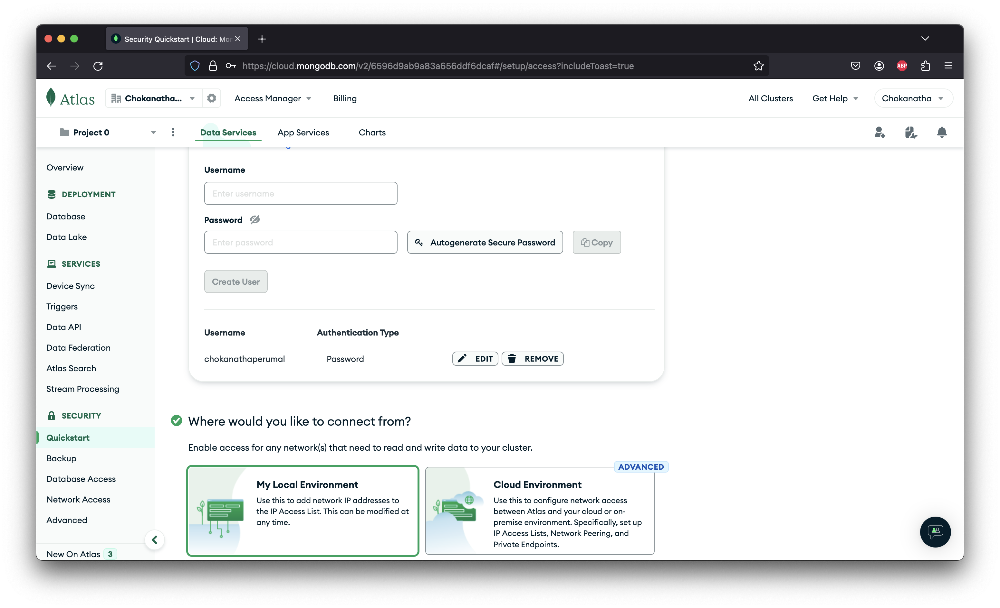 Security Quickstart | Cloud: Mon
https://cloud.mongodb.com/v2/6596d9ab9a83a656ddf6dcaf#/setup/access?includeToast=true
ABP
Atlas
Chokanatha...
Access Manager
Billing
All Clusters
Get Help
Chokanatha
Project 0
Data Services
App Services
Charts
Overview
DEPLOYMENT
Database
Data Lake
SERVICES
Device Sync
Triggers
Data API
Data Federation
Atlas Search
Stream Processing
SECURITY
Quickstart
Backup
Database Access
Network Access
Advanced
New On Atlas 3
Username
Enter username
Password
Enter password
Autogenerate Secure Password
Copy
Create User
Username Authentication Type
chokanathaperumal Password EDIT REMOVE
Where would you like to connect from?
Enable access for any network(s) that need to read and write data to your cluster.
My Local Environment
Use this to add network IP addresses to
the IP Access List. This can be modified at
any time.
ADVANCED
Cloud Environment
Use this to configure network access
between Atlas and your cloud or on-
premise environment. Specifically, set up
IP Access Lists, Network Peering, and
Private Endpoints.